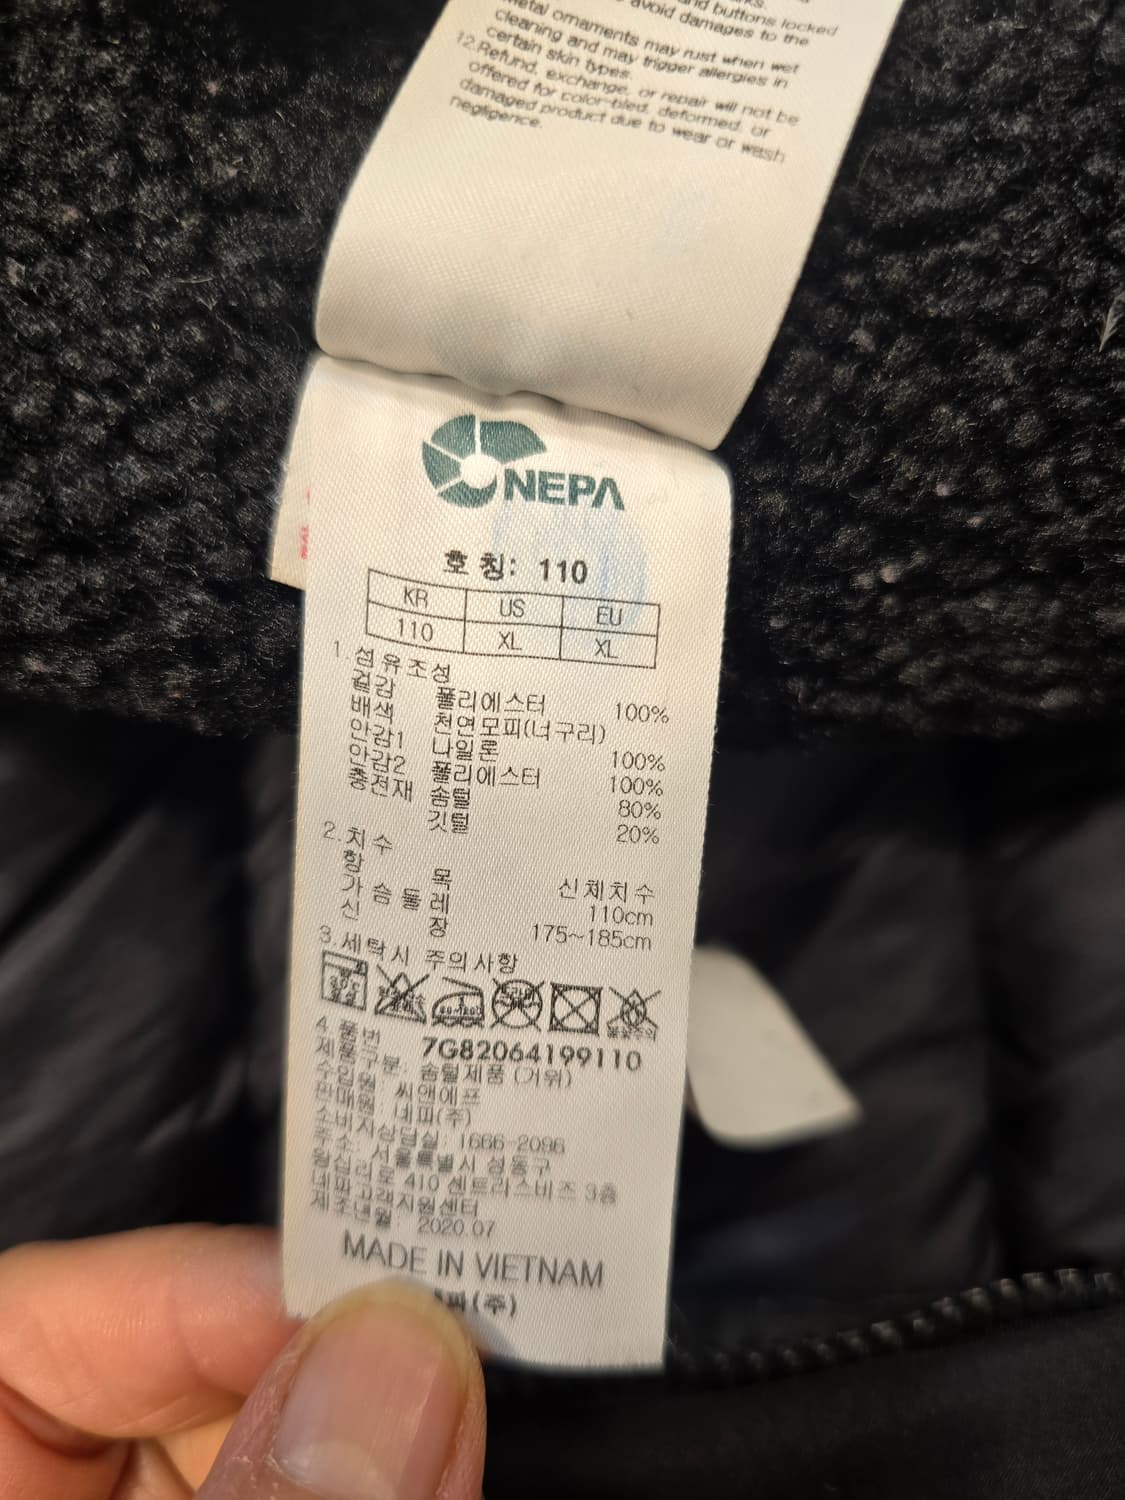 and buttons locked
avoid damages to the
Metal ornaments may rust when wet
cleaning and may trigger allergies in
certain skin types.
12.Refund, exchange, or repair will not be
offered for color-bled, deformed, or
damaged product due to wear or wash
negligence.
NEPA
호칭: 110
KR US EU
110 XL XL
1.섬유조성
겉감 폴리에스터 100%
배색 천연모피(너구리)
안감1 나일론 100%
안감2 폴리에스터 100%
충전재 솜털 80%
깃털 20%
2.치수
항 목 신체치수
가슴둘레 110cm
신 장 175~185cm
3.세탁시 주의사항
4.품번 7G82064199110
제품구분: 솜털제품 (거위)
수입원: 씨앤에프
판매원: 네파(주)
소비자상담실: 1666-2086
주소: 서울특별시 성동구
왕십리로 410 센트라스비즈 3층
네파고객지원센터
제조년월: 2020.07
MADE IN VIETNAM
파(주)